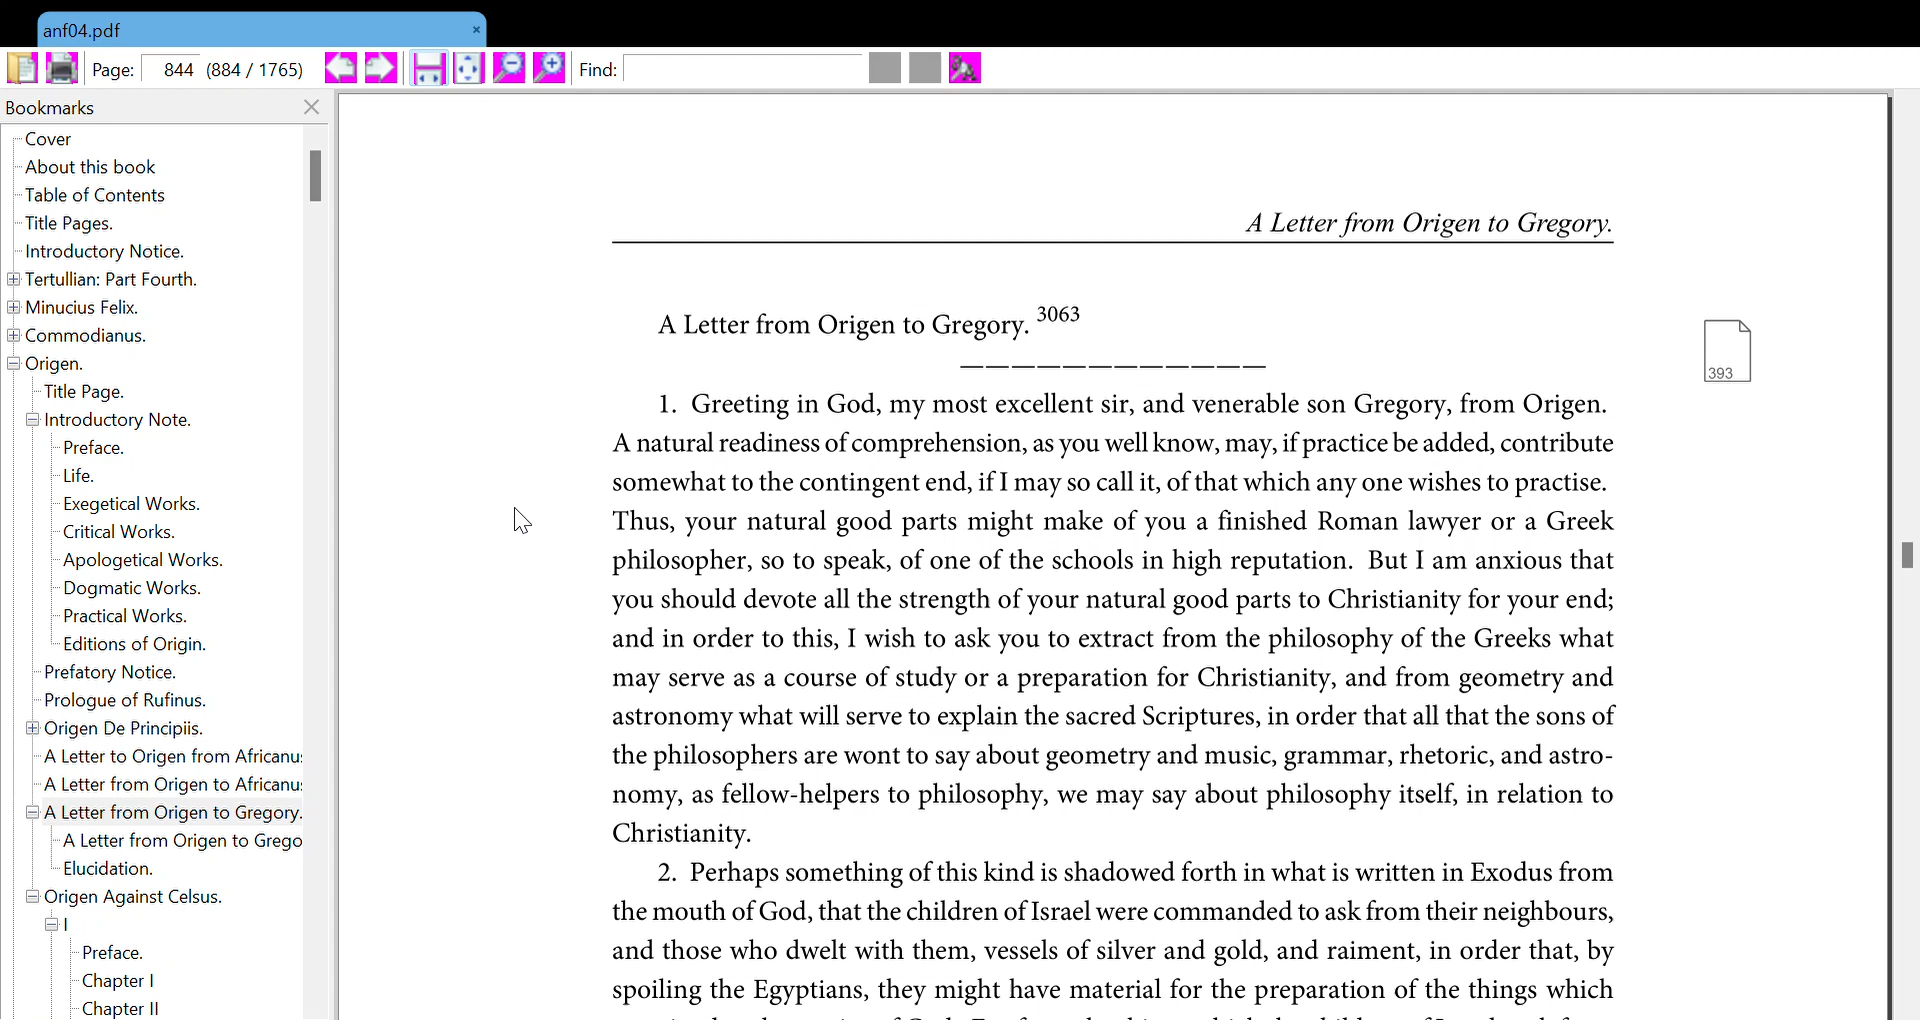 anf04.pdf ×
Page: 844 (884 / 1765) Find:
Bookmarks
Cover
About this book
Table of Contents
Title Pages.
Introductory Notice.
Tertullian: Part Fourth.
Minucius Felix.
Commodianus.
Origen.
Title Page.
Introductory Note.
Preface.
Life.
Exegetical Works.
Critical Works.
Apologetical Works.
Dogmatic Works.
Practical Works.
Editions of Origin.
Prefatory Notice.
Prologue of Rufinus.
Origen De Principiis.
A Letter to Origen from Africanus
A Letter from Origen to Africanus
A Letter from Origen to Gregory.
A Letter from Origen to Grego
Elucidation.
Origen Against Celsus.
I
Preface.
Chapter I
Chapter II
A Letter from Origen to Gregory.
A Letter from Origen to Gregory. 3063
393
1. Greeting in God, my most excellent sir, and venerable son Gregory, from Origen.
A natural readiness of comprehension, as you well know, may, if practice be added, contribute
somewhat to the contingent end, if I may so call it, of that which any one wishes to practise.
Thus, your natural good parts might make of you a finished Roman lawyer or a Greek
philosopher, so to speak, of one of the schools in high reputation. But I am anxious that
you should devote all the strength of your natural good parts to Christianity for your end;
and in order to this, I wish to ask you to extract from the philosophy of the Greeks what
may serve as a course of study or a preparation for Christianity, and from geometry and
astronomy what will serve to explain the sacred Scriptures, in order that all that the sons of
the philosophers are wont to say about geometry and music, grammar, rhetoric, and astro-
nomy, as fellow-helpers to philosophy, we may say about philosophy itself, in relation to
Christianity.
2. Perhaps something of this kind is shadowed forth in what is written in Exodus from
the mouth of God, that the children of Israel were commanded to ask from their neighbours,
and those who dwelt with them, vessels of silver and gold, and raiment, in order that, by
spoiling the Egyptians, they might have material for the preparation of the things which